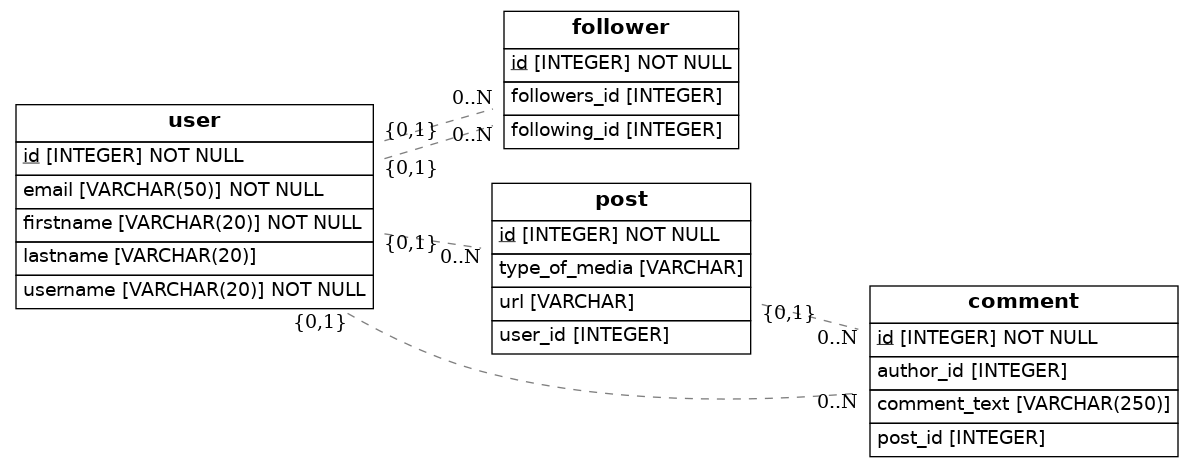 follower
id [INTEGER] NOT NULL
followers_id [INTEGER]
following_id [INTEGER]
0..N
{0,1}
0..N
{0,1}
user
id [INTEGER] NOT NULL
email [VARCHAR(50)] NOT NULL
firstname [VARCHAR(20)] NOT NULL
lastname [VARCHAR(20)]
username [VARCHAR(20)] NOT NULL
post
id [INTEGER] NOT NULL
type_of_media [VARCHAR]
url [VARCHAR]
user_id [INTEGER]
{0,1}
0..N
{0,1}
0..N
{0,1}
0..N
comment
id [INTEGER] NOT NULL
author_id [INTEGER]
comment_text [VARCHAR(250)]
post_id [INTEGER]